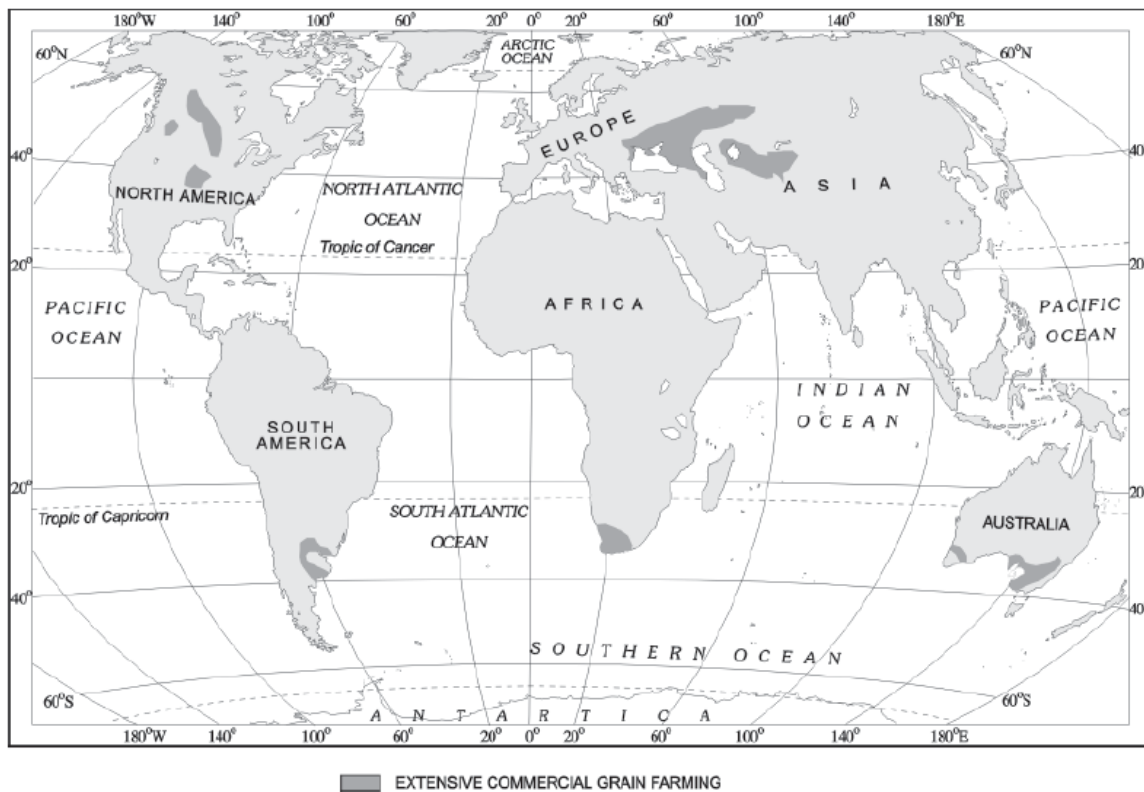 180°W 140° 100° 60° 20° 0° 20° 60° 100° 140° 180°E
ARCTIC
OCEAN
60°N
60°N
EUROPE
40°
40
ASIA
NORTH AMERICA
NORTH ATLANTIC
OCEAN
Tropic of Cancer
20°
20
PACIFIC
OCEAN
AFRICA
PACIFIC
OCEAN
INDIAN
OCEAN
SOUTH
AMERICA
20°
20
Tropic of Capricorn
SOUTH ATLANTIC
OCEAN
AUSTRALIA
40°
40
SOUTHERN OCEAN
60°S
60°S
ANTARTICA
180°W 140° 60° 20° 0° 20° 60° 100° 140° 180°E
EXTENSIVE COMMERCIAL GRAIN FARMING